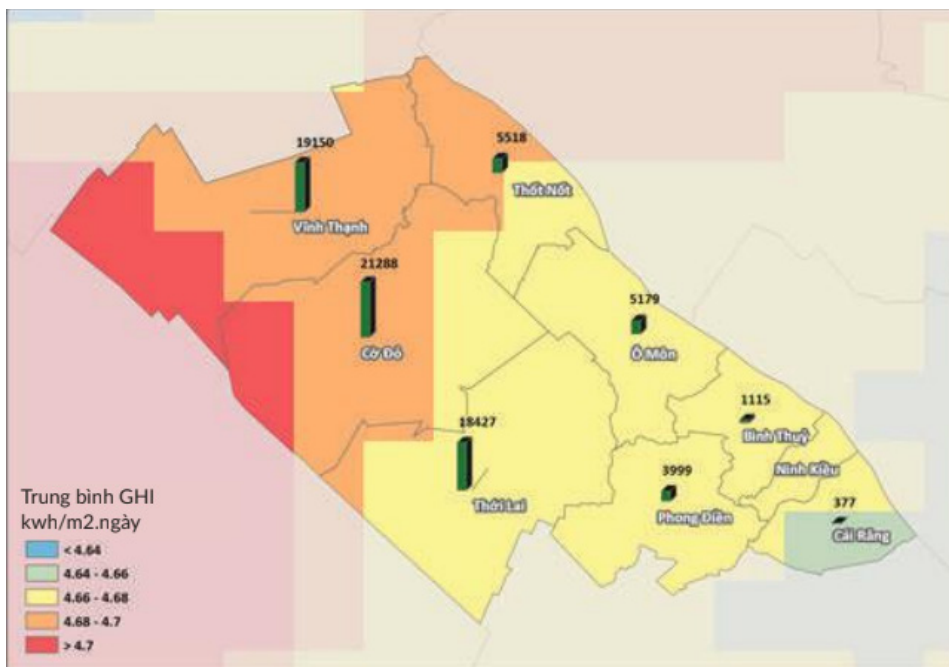 19150
Vĩnh Thạnh
5518
Thốt Nốt
21288
Cờ Đỏ
5179
Ô Môn
1115
Bình Thuỷ
Ninh Kiều
18427
Thới Lai
3999
Phong Điền
377
Cái Răng
Trung bình GHI
kwh/m2.ngày
< 4.64
4.64 - 4.66
4.66 - 4.68
4.68 - 4.7
> 4.7